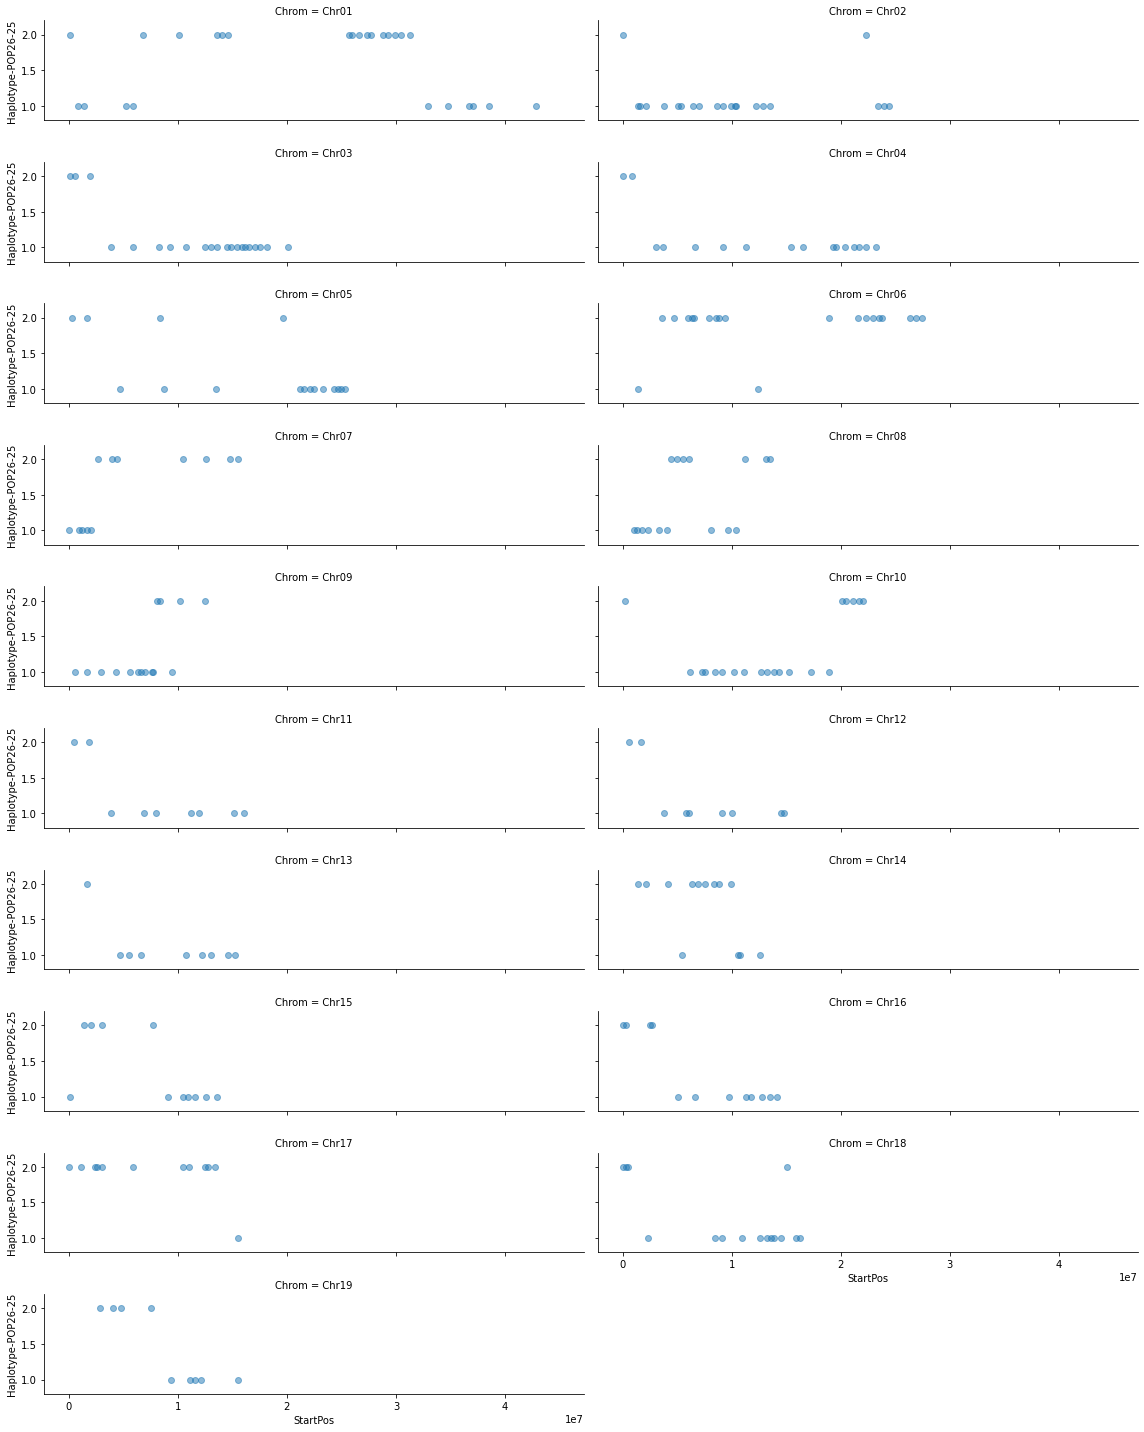 Chrom = Chr01
Chrom = Chr02
Haplotype-POP26-25
2.0
1.5
1.0
Chrom = Chr03
Chrom = Chr04
Haplotype-POP26-25
2.0
1.5
1.0
Chrom = Chr05
Chrom = Chr06
Haplotype-POP26-25
2.0
1.5
1.0
Chrom = Chr07
Chrom = Chr08
Haplotype-POP26-25
2.0
1.5
1.0
Chrom = Chr09
Chrom = Chr10
Haplotype-POP26-25
2.0
1.5
1.0
Chrom = Chr11
Chrom = Chr12
Haplotype-POP26-25
2.0
1.5
1.0
Chrom = Chr13
Chrom = Chr14
Haplotype-POP26-25
2.0
1.5
1.0
Chrom = Chr15
Chrom = Chr16
Haplotype-POP26-25
2.0
1.5
1.0
Chrom = Chr17
Chrom = Chr18
Haplotype-POP26-25
2.0
1.5
1.0
0 1 2 3 4
StartPos
1e7
Chrom = Chr19
Haplotype-POP26-25
2.0
1.5
1.0
0 1 2 3 4
StartPos
1e7